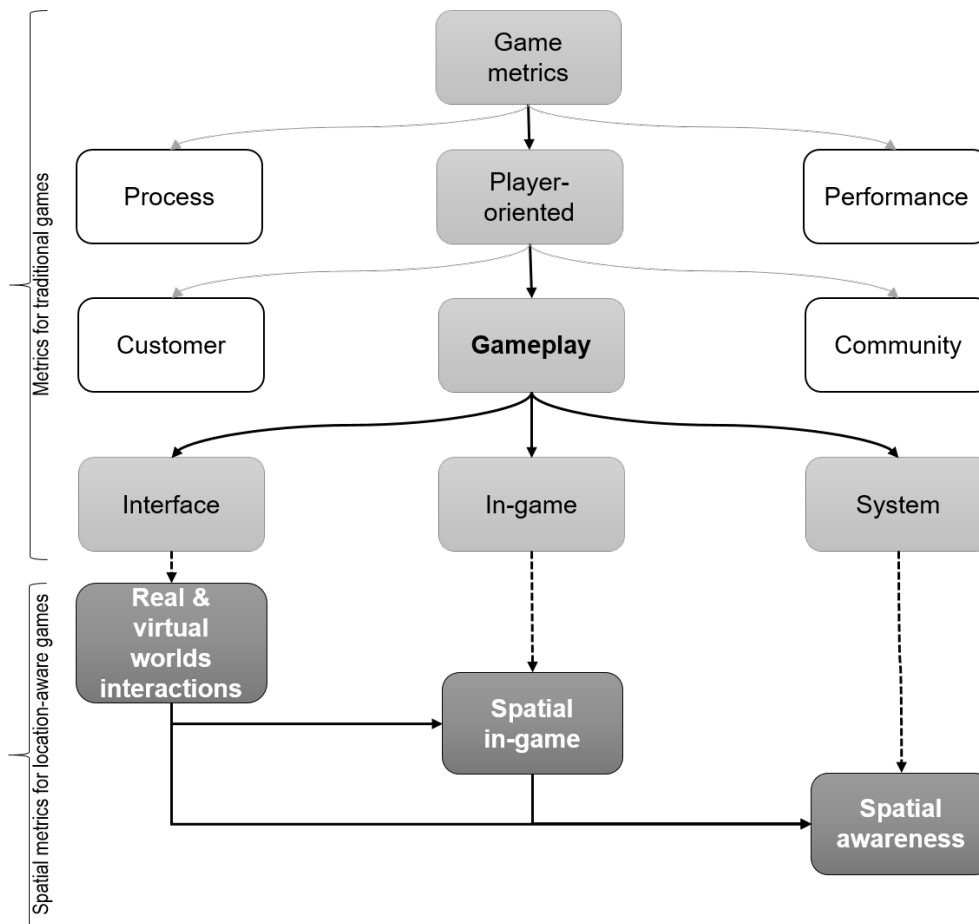 Game
metrics
Process
Player-
oriented
Performance
Customer
Gameplay
Community
Interface
In-game
System
Metrics for traditional games
Real &
virtual
worlds
interactions
Spatial
in-game
Spatial
awareness
Spatial metrics for location-aware games